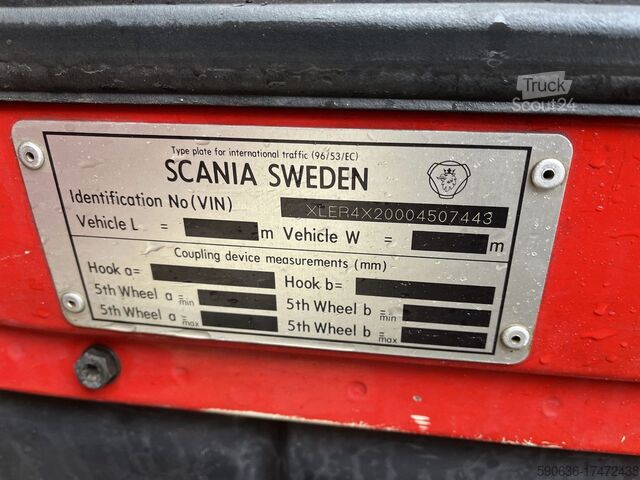 Truck
Scout24
Type plate for international traffic (96/53/EC)
SCANIA SWEDEN
Identification No(VIN) XLER4X20004507443
Vehicle L = m Vehicle W = m
Coupling device measurements (mm)
Hook a= Hook b=
5th Wheel a = min 5th Wheel b = min
5th Wheel a = max 5th Wheel b = max
590636-17472438